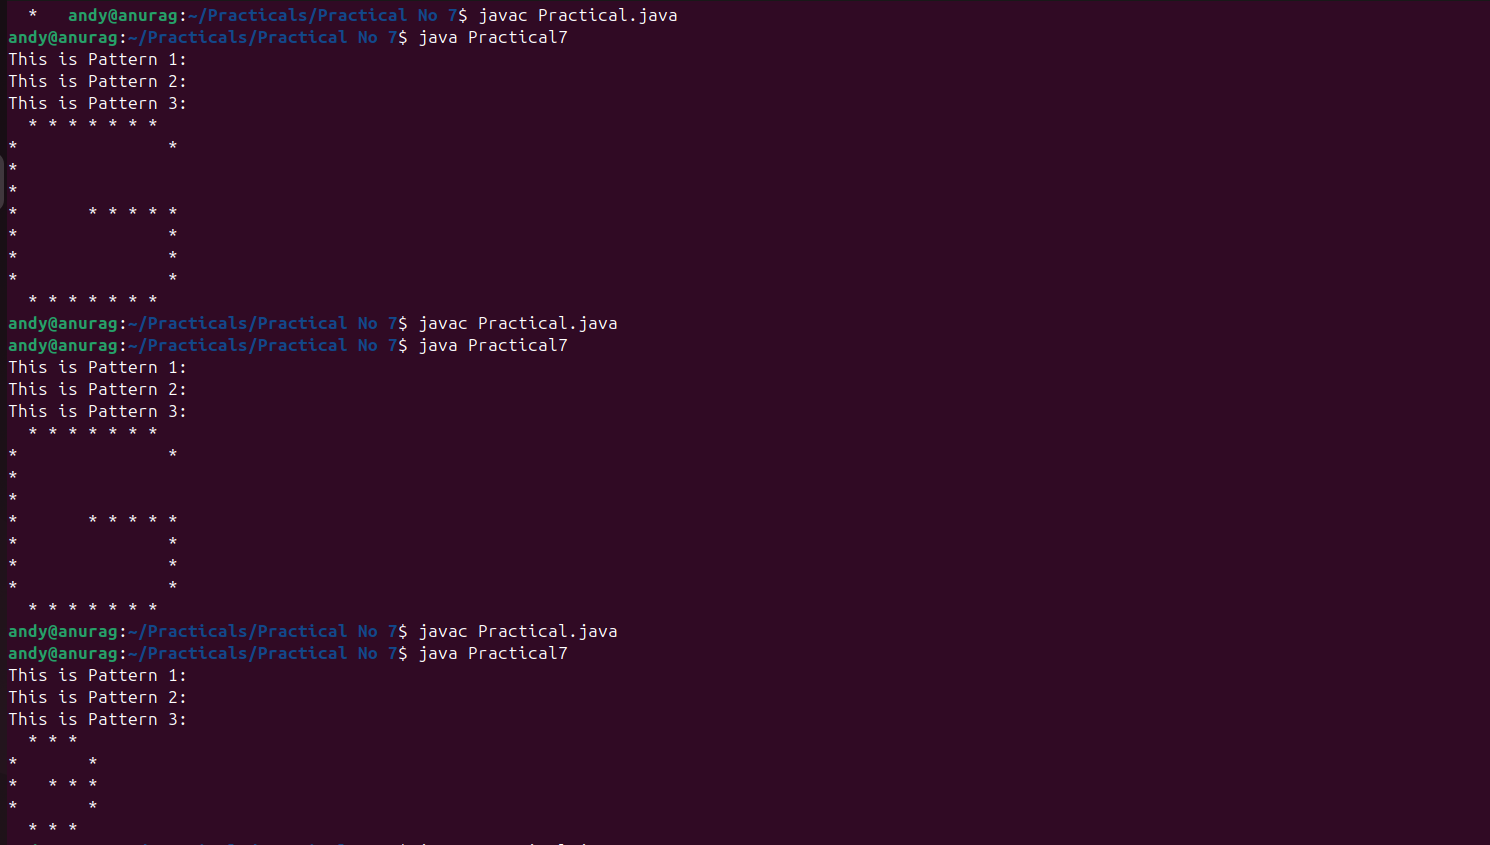 *   andy@anurag:~/Practicals/Practical No 7$ javac Practical.java
andy@anurag:~/Practicals/Practical No 7$ java Practical7
This is Pattern 1:
This is Pattern 2:
This is Pattern 3:
  * * * * * * *
*               *
*
*
*       * * * * *
*               *
*               *
*               *
  * * * * * * *
andy@anurag:~/Practicals/Practical No 7$ javac Practical.java
andy@anurag:~/Practicals/Practical No 7$ java Practical7
This is Pattern 1:
This is Pattern 2:
This is Pattern 3:
  * * * * * * *
*               *
*
*
*       * * * * *
*               *
*               *
*               *
  * * * * * * *
andy@anurag:~/Practicals/Practical No 7$ javac Practical.java
andy@anurag:~/Practicals/Practical No 7$ java Practical7
This is Pattern 1:
This is Pattern 2:
This is Pattern 3:
  * * *
*       *
*   * * *
*       *
  * * *